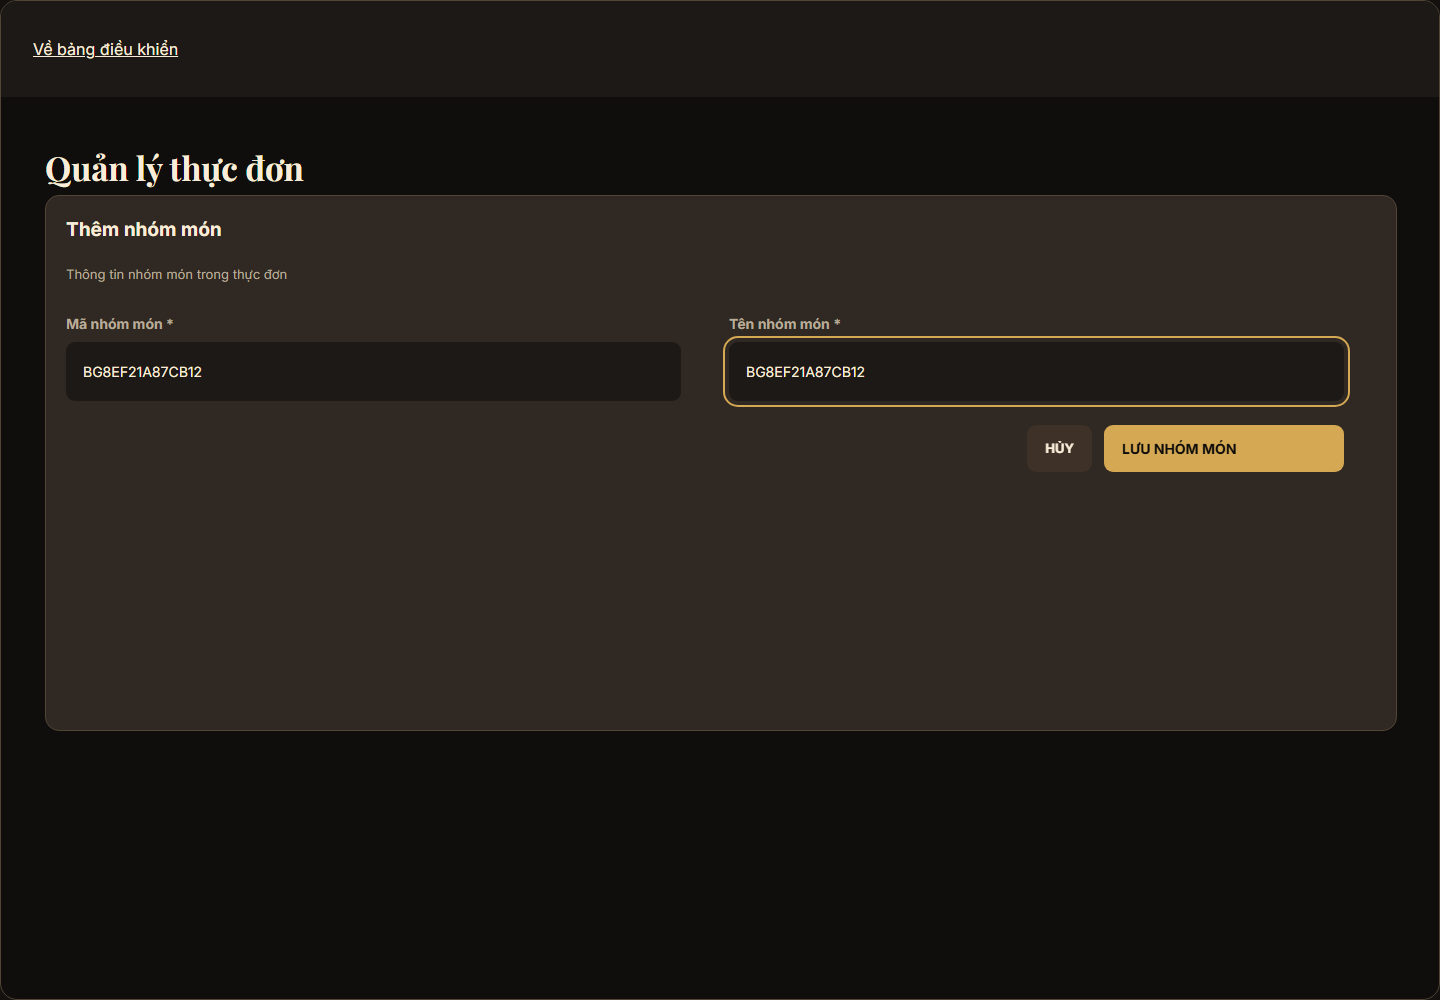 Về bảng điều khiển
Quản lý thực đơn
Thêm nhóm món
Thông tin nhóm món trong thực đơn
Mã nhóm món *
Tên nhóm món *
BG8EF21A87CB12
BG8EF21A87CB12
HỦY
LƯU NHÓM MÓN